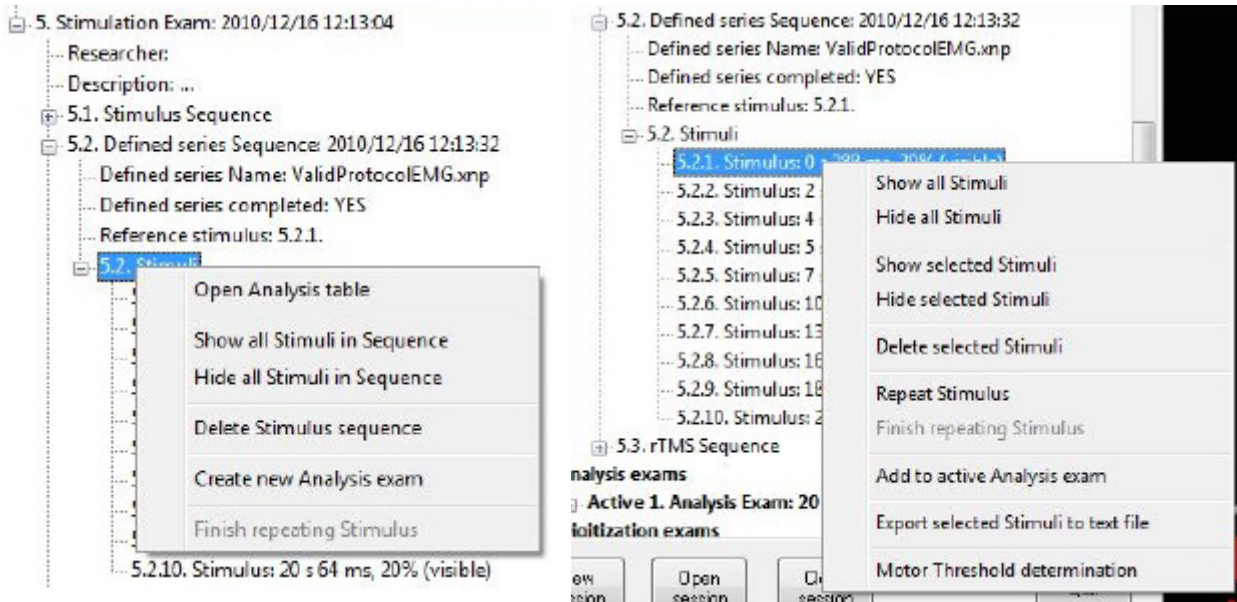 5. Stimulation Exam: 2010/12/16 12:13:04
Researcher:
Description: ...
5.1. Stimulus Sequence
5.2. Defined series Sequence: 2010/12/16 12:13:32
Defined series Name: ValidProtocolEMG.xnp
Defined series completed: YES
Reference stimulus: 5.2.1.
5.2. Stimuli
Open Analysis table
Show all Stimuli in Sequence
Hide all Stimuli in Sequence
Delete Stimulus sequence
Create new Analysis exam
Finish repeating Stimulus
5.2.10. Stimulus: 20 s 64 ms, 20% (visible)
5.2. Defined series Sequence: 2010/12/16 12:13:32
Defined series Name: ValidProtocolEMG.xnp
Defined series completed: YES
Reference stimulus: 5.2.1.
5.2. Stimuli
5.2.1. Stimulus: 0 s 288 ms, 20% (visible)
5.2.2. Stimulus: 2
5.2.3. Stimulus: 4
5.2.4. Stimulus: 5
5.2.5. Stimulus: 7
5.2.6. Stimulus: 10
5.2.7. Stimulus: 13
5.2.8. Stimulus: 16
5.2.9. Stimulus: 18
5.2.10. Stimulus: 2
5.3. rTMS Sequence
nalysis exams
Active 1. Analysis Exam: 20
igitization exams
Show all Stimuli
Hide all Stimuli
Show selected Stimuli
Hide selected Stimuli
Delete selected Stimuli
Repeat Stimulus
Finish repeating Stimulus
Add to active Analysis exam
Export selected Stimuli to text file
Motor Threshold determination
Open
session